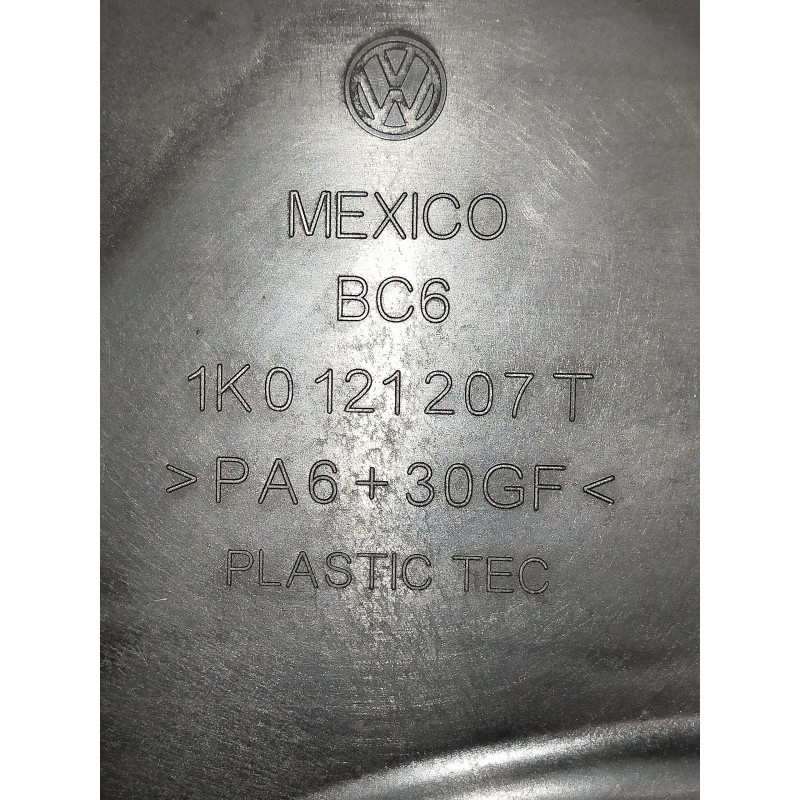 MEXICO
BC6
1K0 121 207 T
>PA6+30GF<
PLASTIC TEC